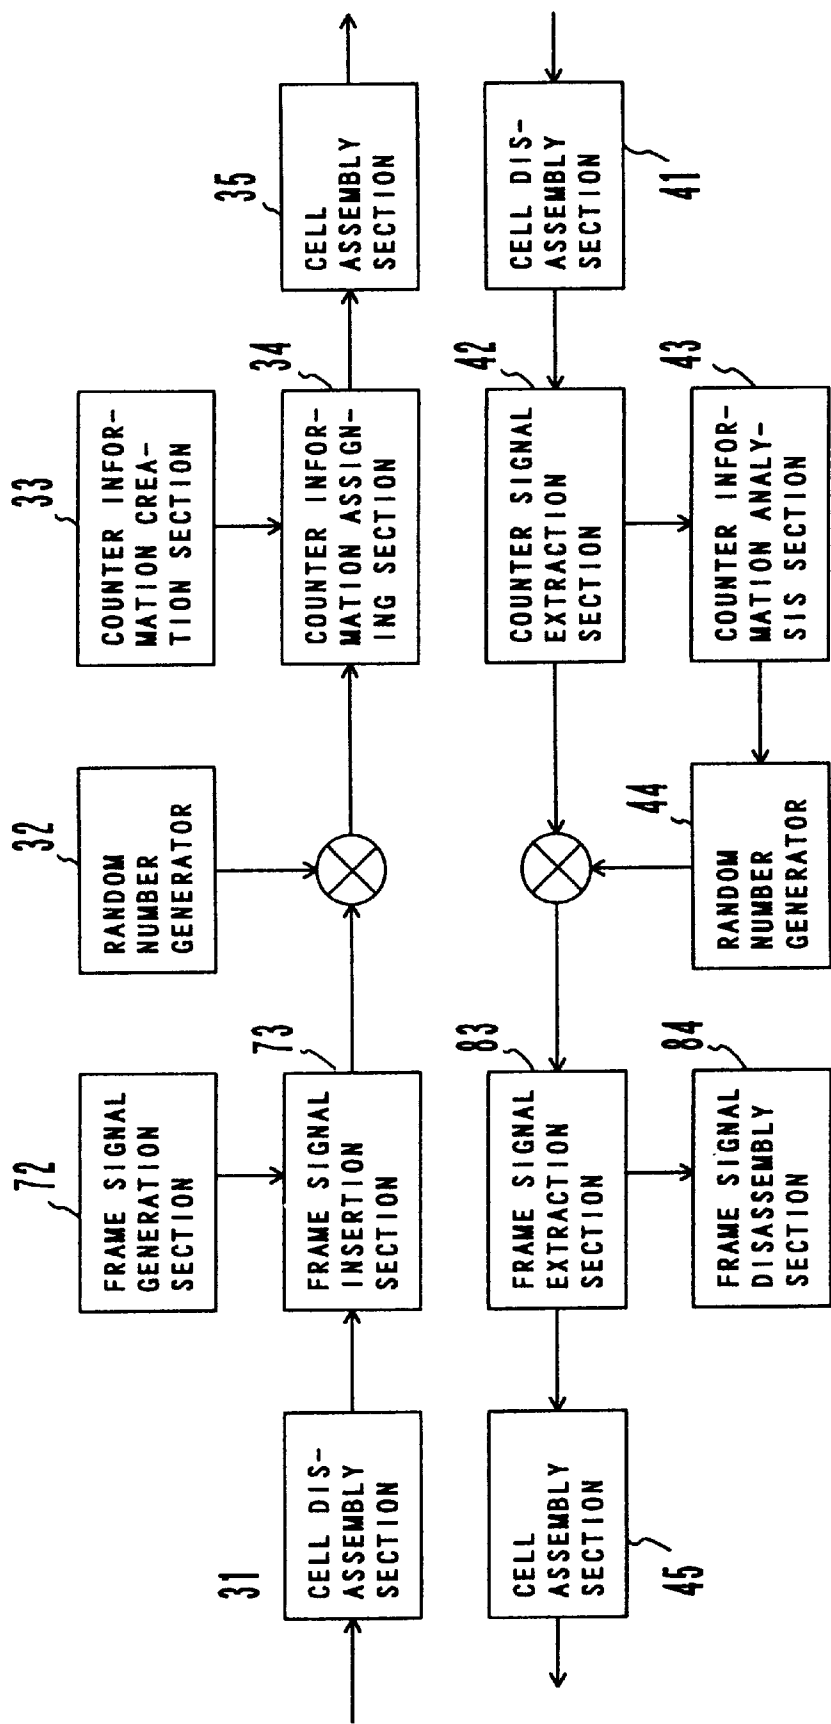 72
FRAME SIGNAL
GENERATION
SECTION
32
RANDOM
NUMBER
GENERATOR
33
COUNTER INFOR-
MATION CREA-
TION SECTION
31
CELL DIS-
ASSEMBLY
SECTION
73
FRAME SIGNAL
INSERTION
SECTION
34
COUNTER INFOR-
MATION ASSIGN-
ING SECTION
35
CELL
ASSEMBLY
SECTION
CELL
ASSEMBLY
SECTION
45
83
FRAME SIGNAL
EXTRACTION
SECTION
42
COUNTER SIGNAL
EXTRACTION
SECTION
CELL DIS-
ASSEMBLY
SECTION
41
84
FRAME SIGNAL
DISASSEMBLY
SECTION
44
RANDOM
NUMBER
GENERATOR
43
COUNTER INFOR-
MATION ANALY-
SIS SECTION